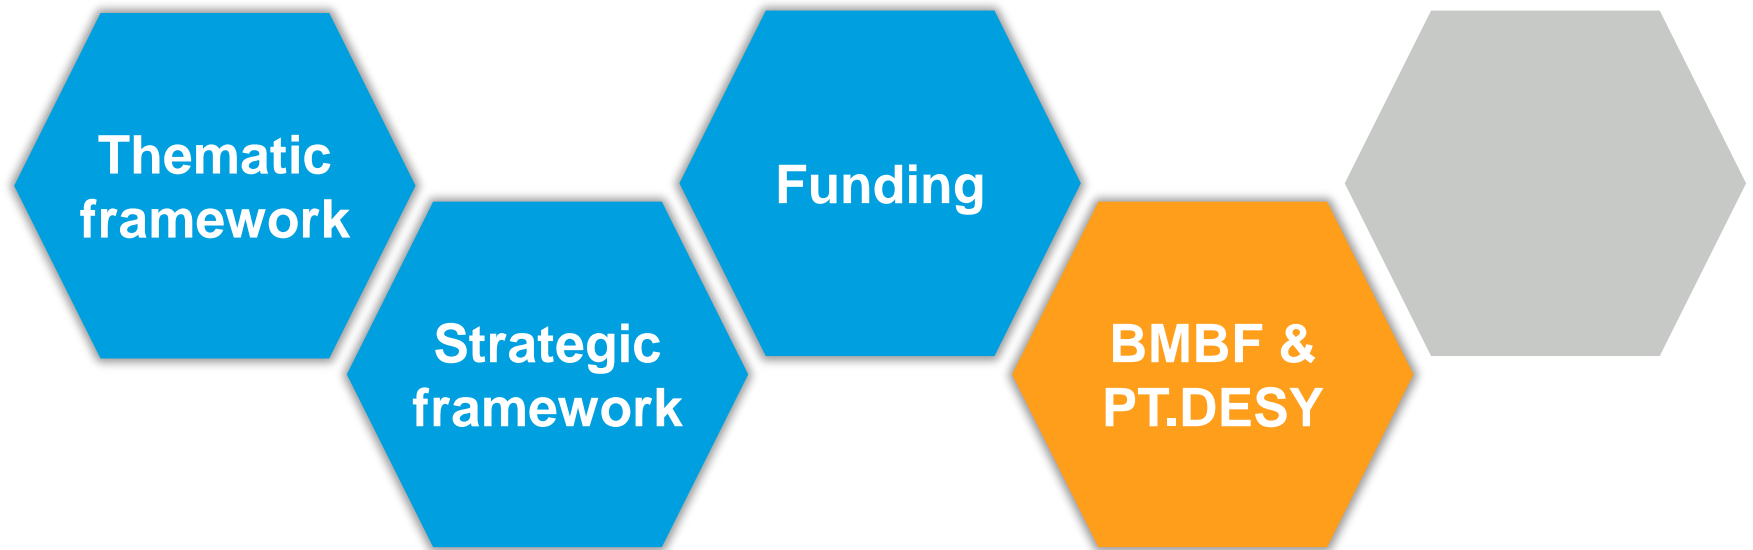 Thematic
framework
Strategic
framework
Funding
BMBF &
PT.DESY